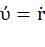 ύ = ṙ